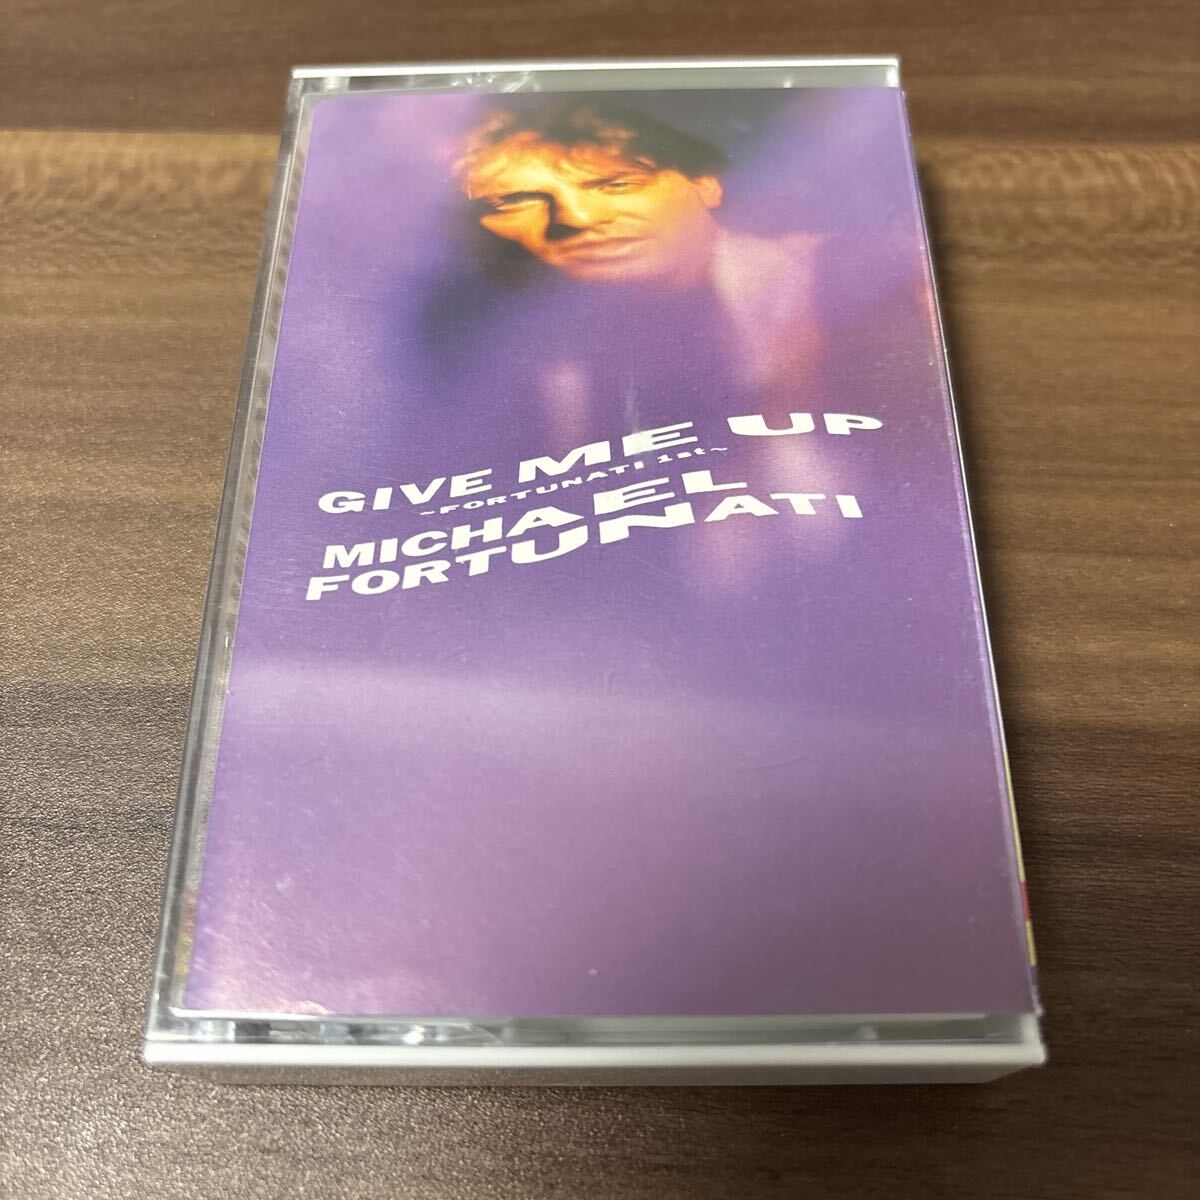 GIVE ME UP
~FORTUNATI 1st~
MICHAEL
FORTUNATI